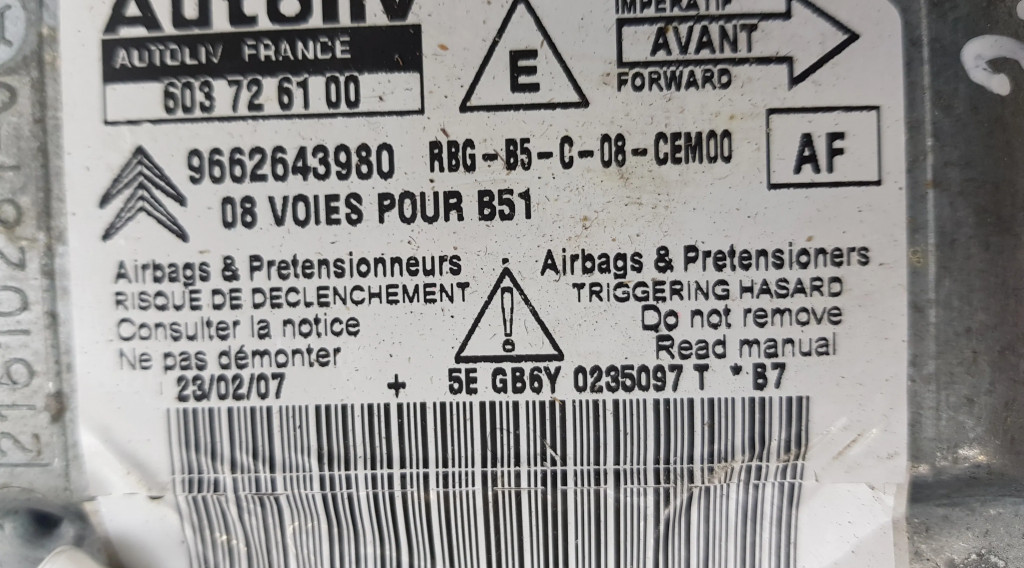 Autoliv
AUTOLIV FRANCE
603 72 61 00
E
IMPERATIF
AVANT
FORWARD
9662643980 RBG-B5-C-08-CEM00
AF
08 VOIES POUR B51
Airbags & Pretensionneurs
RISQUE DE DECLENCHEMENT
Consulter la notice
Ne pas démonter
!
Airbags & Pretensioners
TRIGGERING HASARD
Do not remove
Read manual
23/02/07 + 5E GB6Y 0235097 T *B7